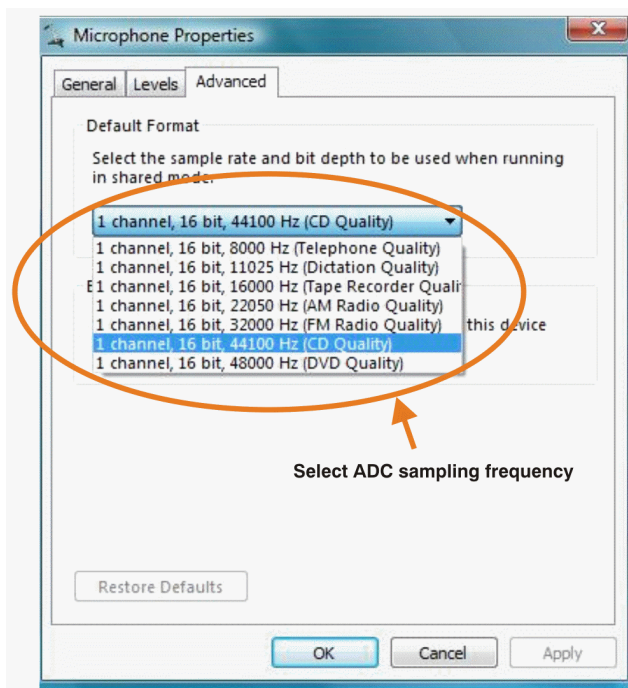 Microphone Properties
General Levels Advanced
Default Format
Select the sample rate and bit depth to be used when running
in shared mode.
1 channel, 16 bit, 44100 Hz (CD Quality)
1 channel, 16 bit, 8000 Hz (Telephone Quality)
1 channel, 16 bit, 11025 Hz (Dictation Quality)
E
1 channel, 16 bit, 16000 Hz (Tape Recorder Quali
1 channel, 16 bit, 22050 Hz (AM Radio Quality)
1 channel, 16 bit, 32000 Hz (FM Radio Quality) this device
1 channel, 16 bit, 44100 Hz (CD Quality)
1 channel, 16 bit, 48000 Hz (DVD Quality)
Select ADC sampling frequency
Restore Defaults
OK Cancel Apply